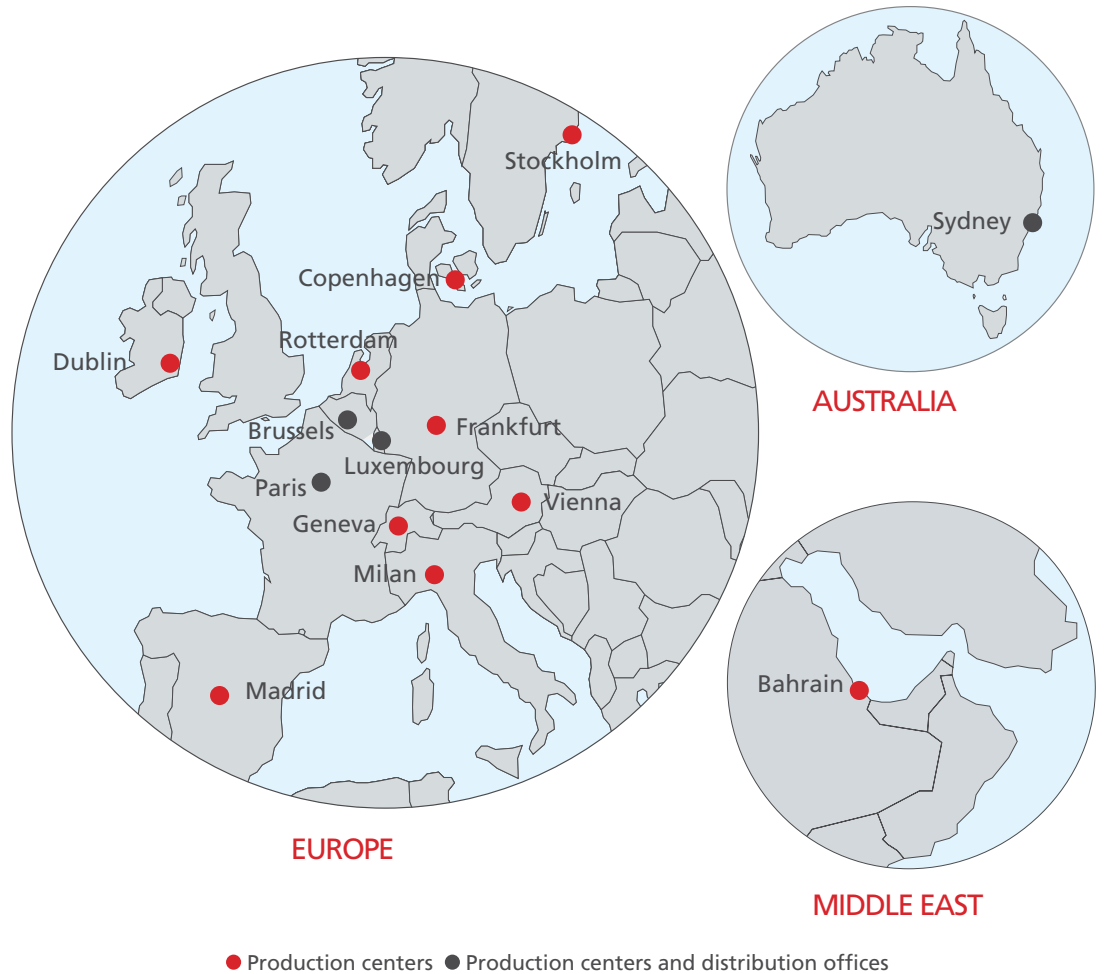 Stockholm
Copenhagen
Rotterdam
Dublin
Brussels
Frankfurt
Luxembourg
Paris
Vienna
Geneva
Milan
Madrid
EUROPE
Sydney
AUSTRALIA
Bahrain
MIDDLE EAST
Production centers
Production centers and distribution offices